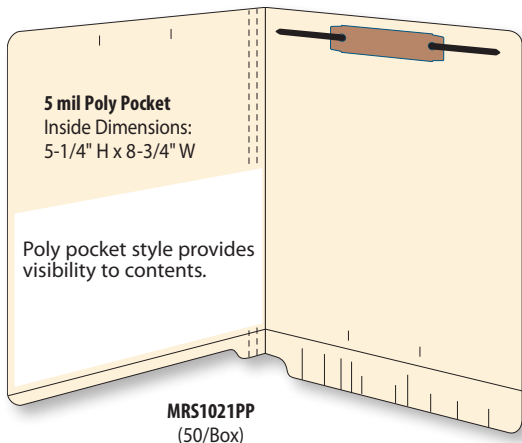 5 mil Poly Pocket
Inside Dimensions:
5-1/4" H x 8-3/4" W
Poly pocket style provides
visibility to contents.
MRS1021PP
(50/Box)